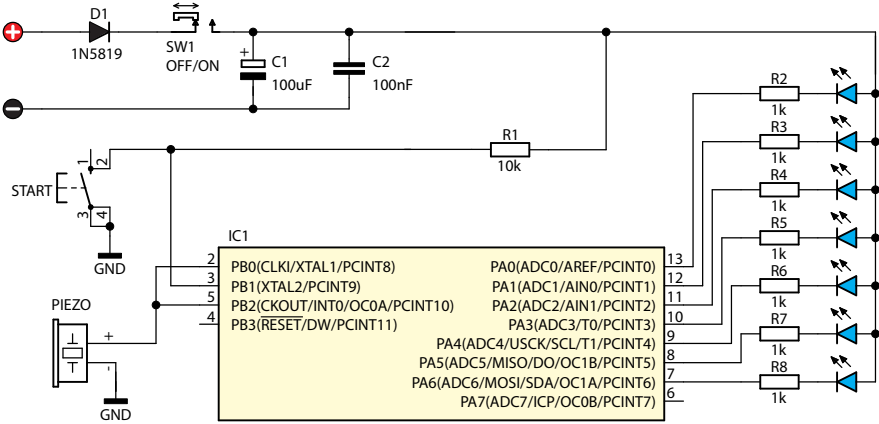 D1
1N5819
SW1
OFF/ON
+
C1
100uF
C2
100nF
R1
10k
START
1
2
3
4
GND
PIEZO
+
-
GND
IC1
2 PB0(CLKI/XTAL1/PCINT8)
3 PB1(XTAL2/PCINT9)
5 PB2(CKOUT/INT0/OC0A/PCINT10)
4 PB3(RESET/DW/PCINT11)
PA0(ADC0/AREF/PCINT0) 13
PA1(ADC1/AIN0/PCINT1) 12
PA2(ADC2/AIN1/PCINT2) 11
PA3(ADC3/T0/PCINT3) 10
PA4(ADC4/USCK/SCL/T1/PCINT4) 9
PA5(ADC5/MISO/DO/OC1B/PCINT5) 8
PA6(ADC6/MOSI/SDA/OC1A/PCINT6) 7
PA7(ADC7/ICP/OC0B/PCINT7) 6
R2
1k
R3
1k
R4
1k
R5
1k
R6
1k
R7
1k
R8
1k